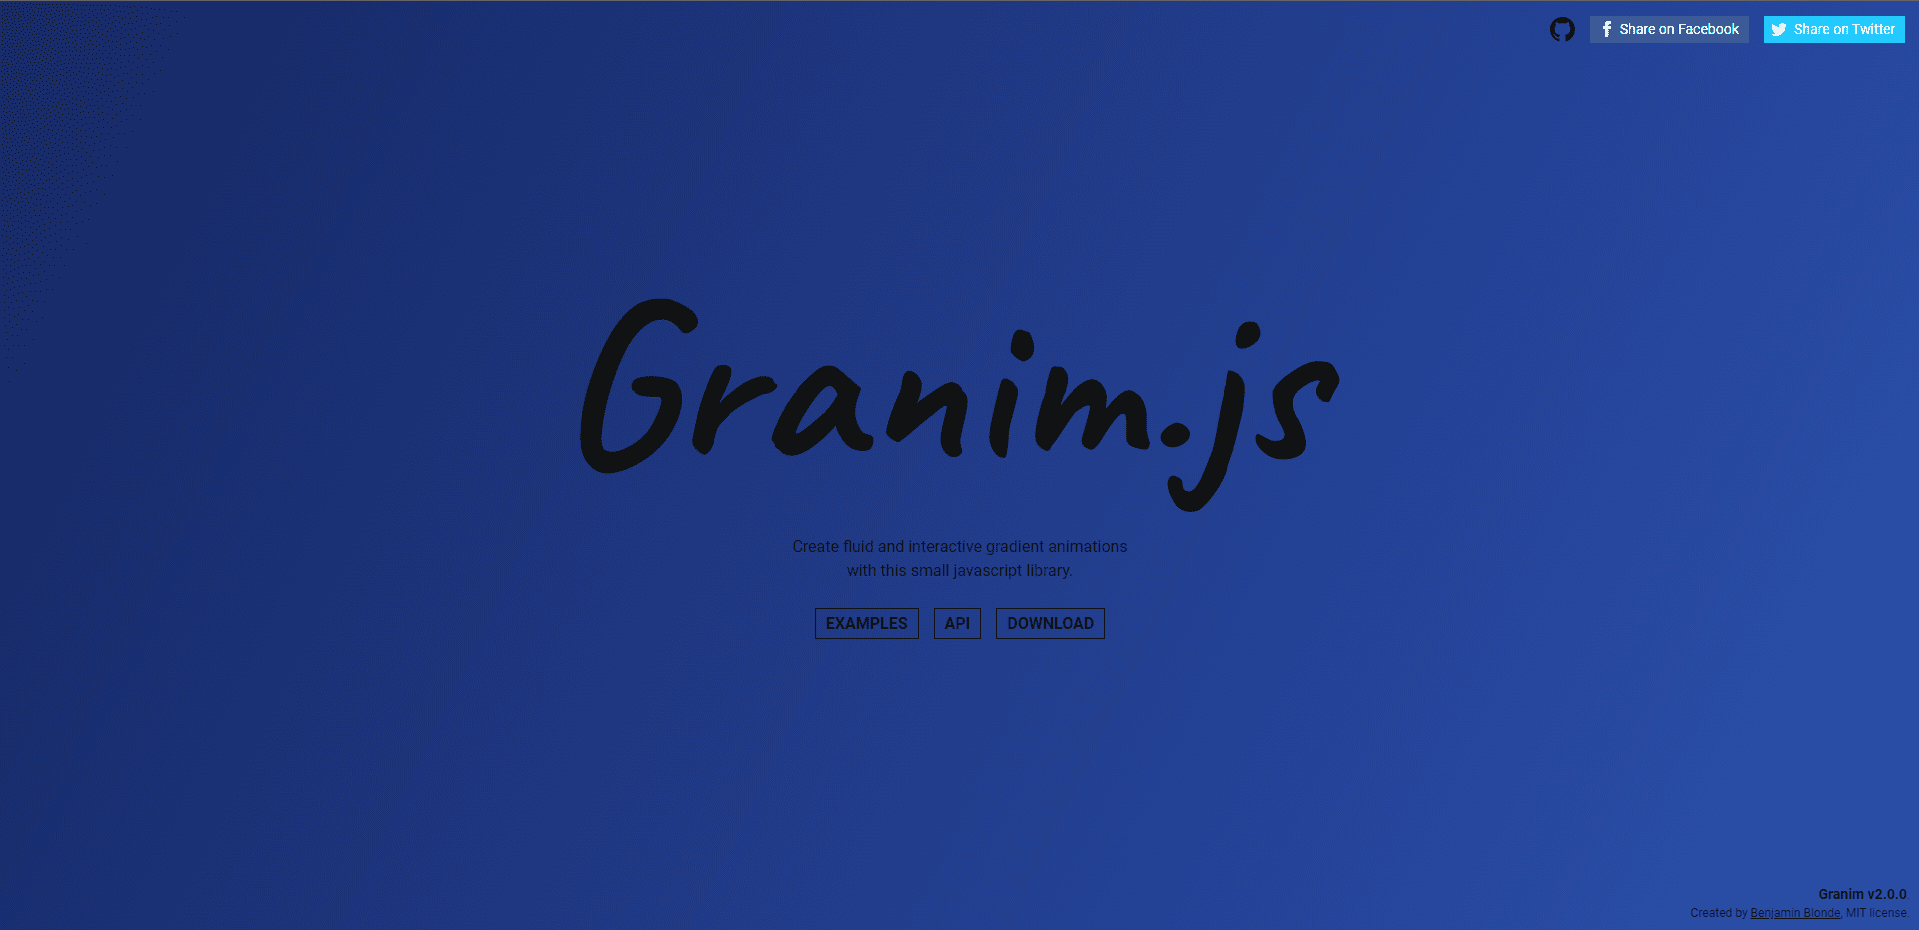 Share on Facebook
Share on Twitter
Granim.js
Create fluid and interactive gradient animations
with this small javascript library.
EXAMPLES
API
DOWNLOAD
Granim v2.0.0
Created by Benjamin Blonde, MIT license.